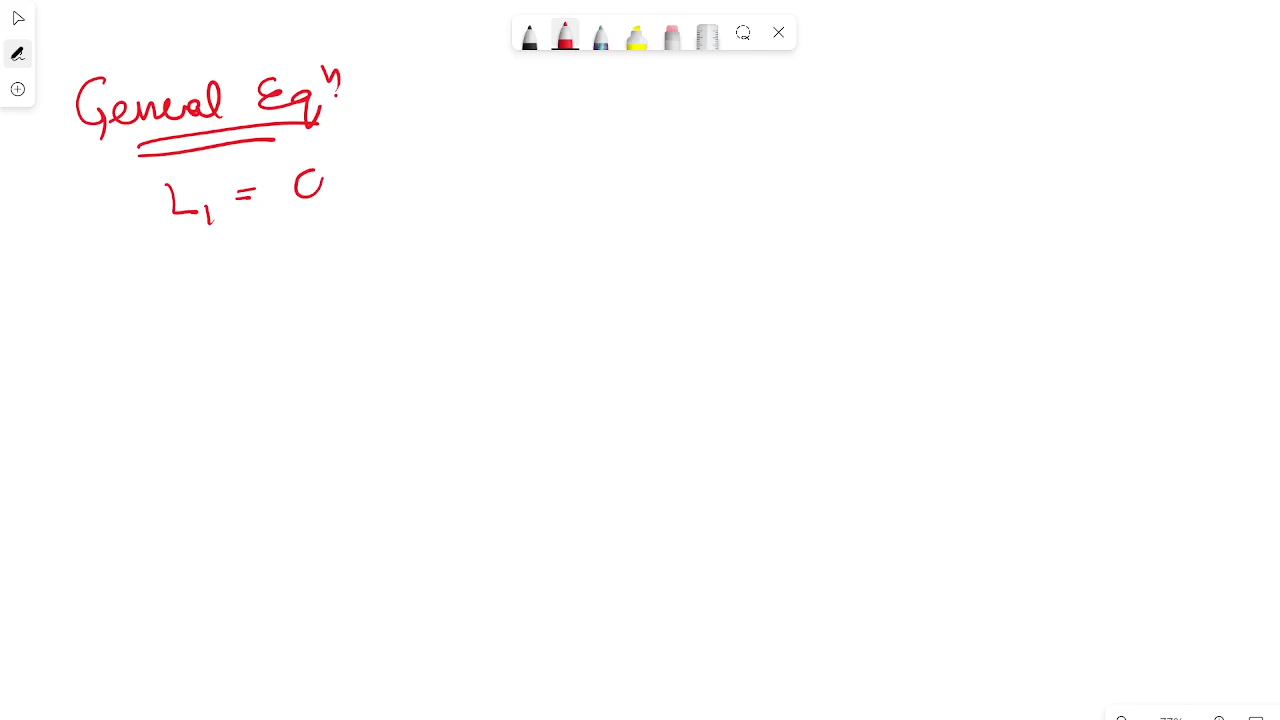 General Eqⁿ
L₁ = 0